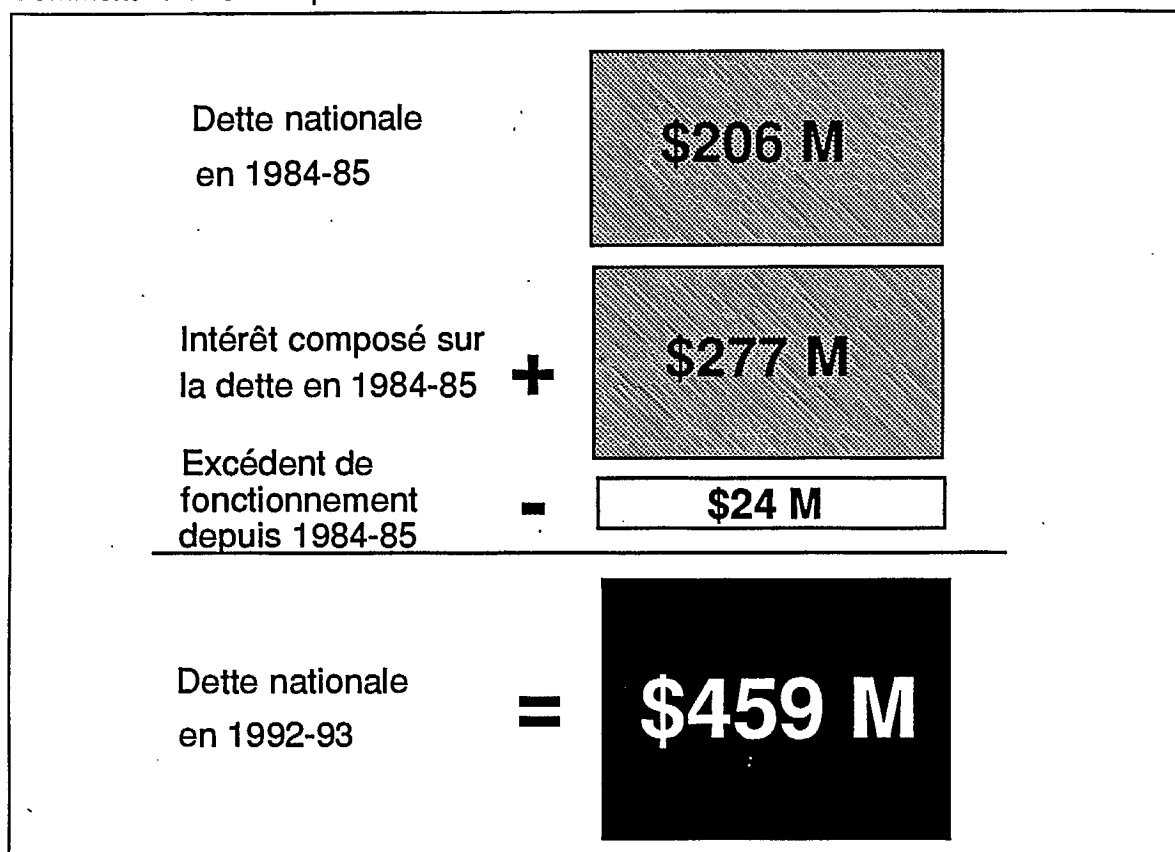 Dette nationale
en 1984-85
$206 M
Intérêt composé sur
la dette en 1984-85
+
$277 M
Excédent de
fonctionnement
depuis 1984-85
-
$24 M
Dette nationale
en 1992-93
=
$459 M